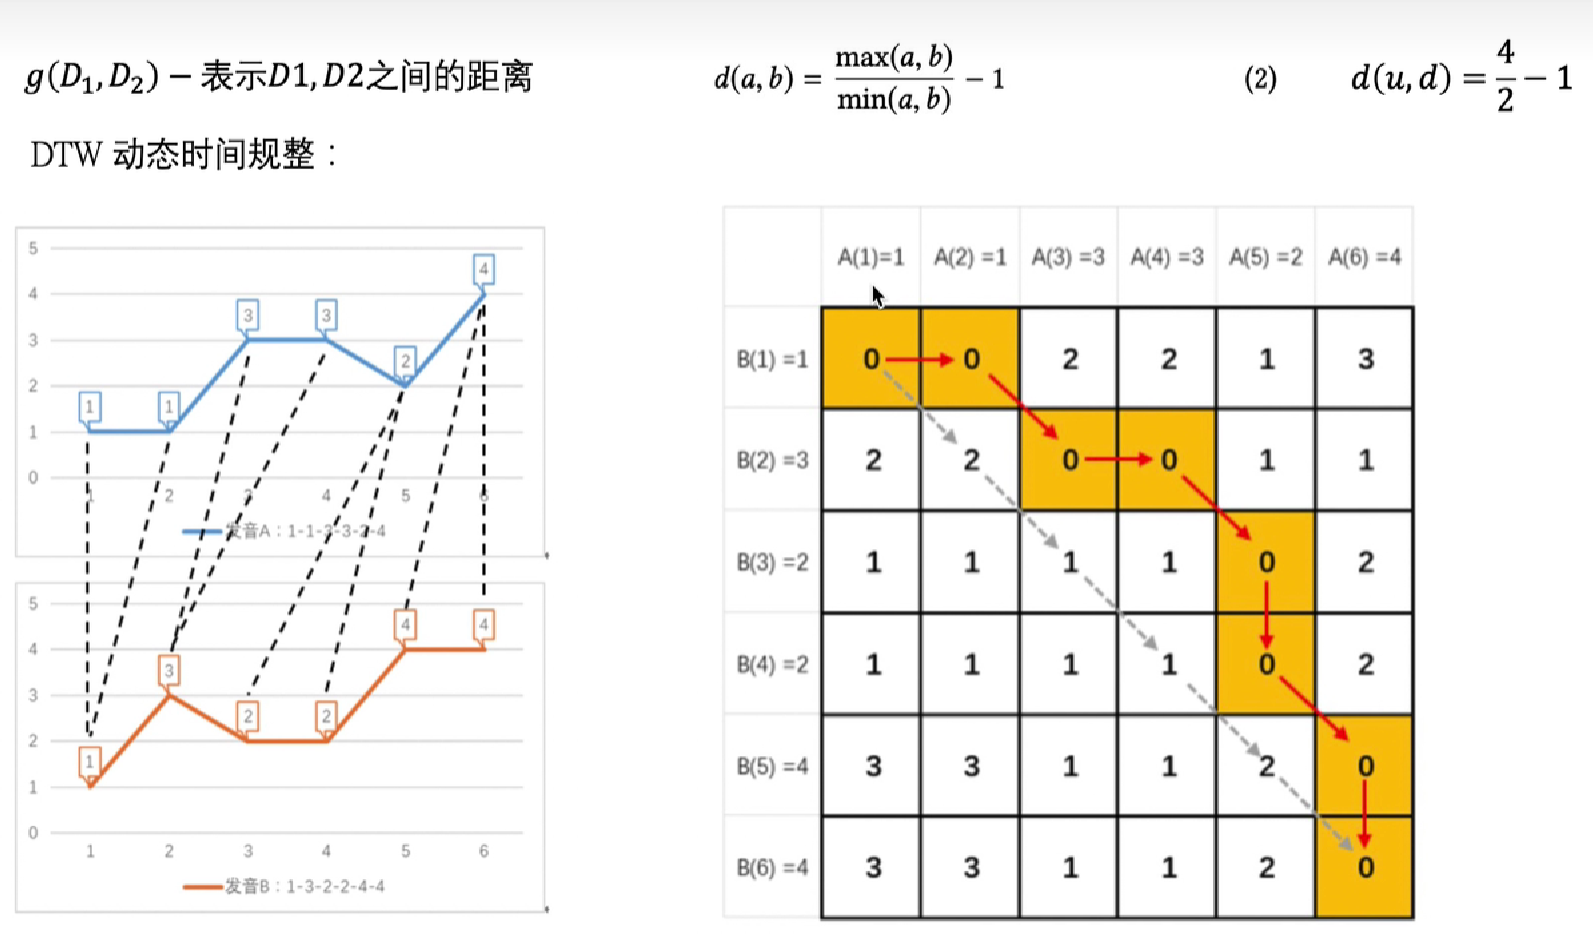 g(D₁, D₂) − 表示D1, D2之间的距离
d(a, b) = max(a, b) / min(a, b) − 1
(2)
d(u, d) = 4/2 − 1
DTW 动态时间规整：
5
4
3
2
1
0
1 1 3 3 2 4
1 2 3 4 5 6
发音A：1-1-3-3-2-4
5
4
3
2
1
0
1 3 2 2 4 4
1 2 3 4 5 6
发音B：1-3-2-2-4-4
A(1)=1 A(2) =1 A(3) =3 A(4) =3 A(5) =2 A(6) =4
B(1) =1 0 0 2 2 1 3
B(2) =3 2 2 0 0 1 1
B(3) =2 1 1 1 1 0 2
B(4) =2 1 1 1 1 0 2
B(5) =4 3 3 1 1 2 0
B(6) =4 3 3 1 1 2 0